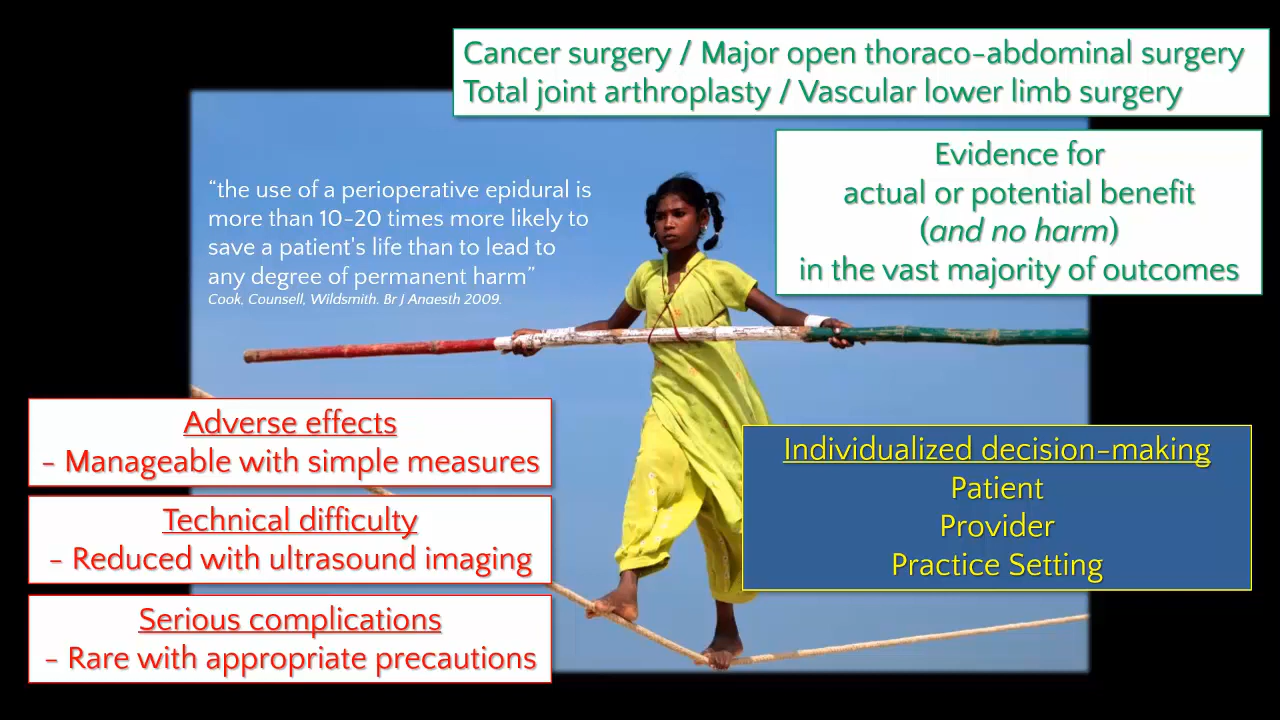 Cancer surgery / Major open thoraco-abdominal surgery
Total joint arthroplasty / Vascular lower limb surgery
Evidence for
actual or potential benefit
(and no harm)
in the vast majority of outcomes
“the use of a perioperative epidural is
more than 10-20 times more likely to
save a patient's life than to lead to
any degree of permanent harm”
Cook, Counsell, Wildsmith. Br J Anaesth 2009.
Adverse effects
- Manageable with simple measures
Technical difficulty
- Reduced with ultrasound imaging
Serious complications
- Rare with appropriate precautions
Individualized decision-making
Patient
Provider
Practice Setting